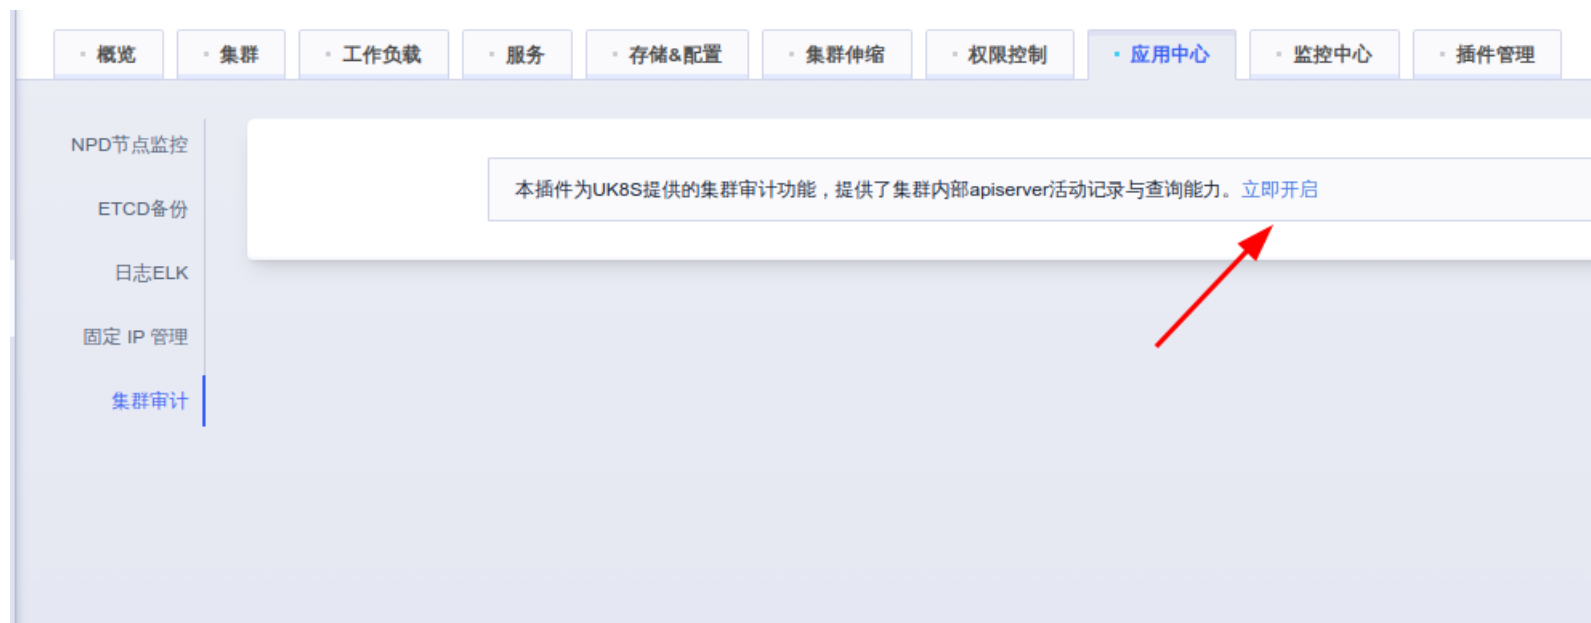 概览 集群 工作负载 服务 存储&配置 集群伸缩 权限控制 应用中心 监控中心 插件管理
NPD节点监控
ETCD备份
日志ELK
固定 IP 管理
集群审计
本插件为UK8S提供的集群审计功能，提供了集群内部apiserver活动记录与查询能力。立即开启